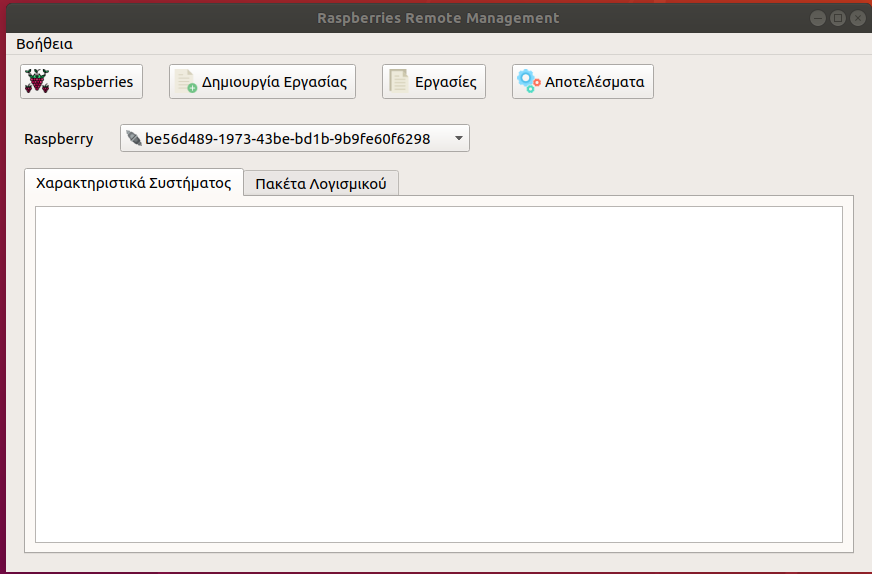 Raspberries Remote Management
Βοήθεια
Raspberries Δημιουργία Εργασίας Εργασίες Αποτελέσματα
Raspberry be56d489-1973-43be-bd1b-9b9fe60f6298
Χαρακτηριστικά Συστήματος Πακέτα Λογισμικού